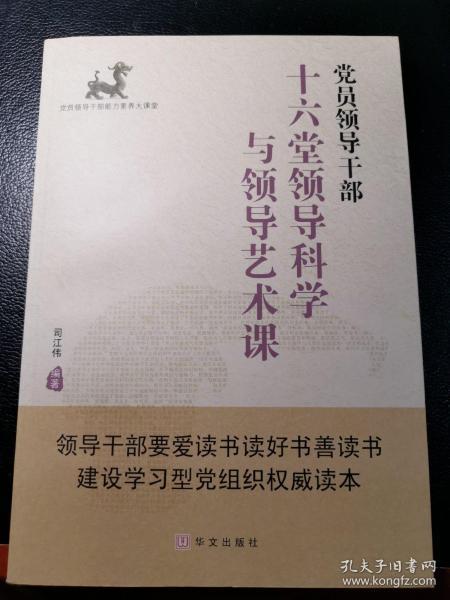 党员领导干部能力素养大课堂
党员领导干部
十六堂领导科学
与领导艺术课
司江伟
编著
领导干部要爱读书读好书善读书
建设学习型党组织权威读本
华文出版社
孔夫子旧书网
www.kongfz.com